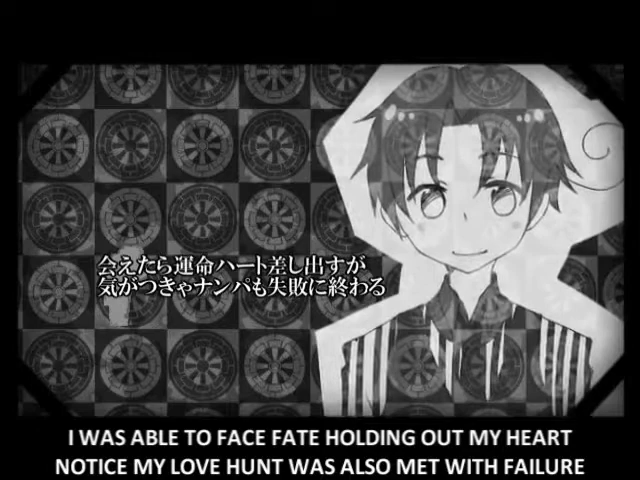 会えたら運命ハート差し出すが
気がつきゃナンパも失敗に終わる
I WAS ABLE TO FACE FATE HOLDING OUT MY HEART
NOTICE MY LOVE HUNT WAS ALSO MET WITH FAILURE